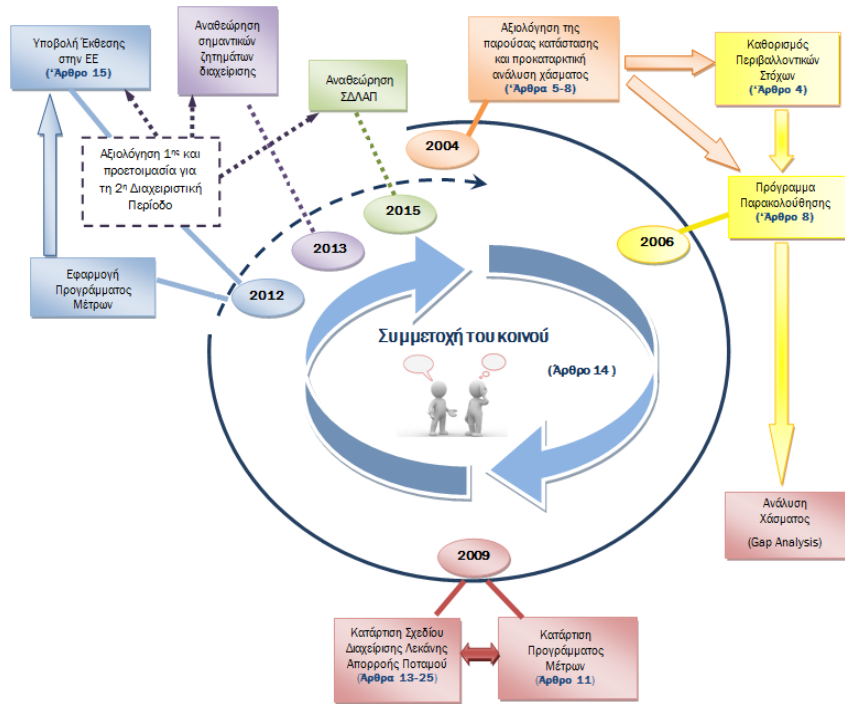 Υποβολή Έκθεσης
στην ΕΕ
(‘Άρθρο 15)
Αναθεώρηση
σημαντικών
ζητημάτων
διαχείρισης
Αναθεώρηση
ΣΔΛΑΠ
Αξιολόγηση της
παρούσας κατάστασης
και προκαταρκτική
ανάλυση χάσματος
(‘Άρθρα 5-8)
Καθορισμός
Περιβαλλοντικών
Στόχων
(‘Άρθρο 4)
Αξιολόγηση 1ης και
προετοιμασία για
τη 2η Διαχειριστική
Περίοδο
2004
2015
2013
2012
2006
Πρόγραμμα
Παρακολούθησης
(‘Άρθρο 8)
Εφαρμογή
Προγράμματος
Μέτρων
Συμμετοχή του κοινού
(Άρθρο 14 )
Ανάλυση
Χάσματος
(Gap Analysis)
2009
Κατάρτιση Σχεδίου
Διαχείρισης Λεκάνης
Απορροής Ποταμού
(Άρθρα 13-25)
Κατάρτιση
Προγράμματος
Μέτρων
(Άρθρο 11)